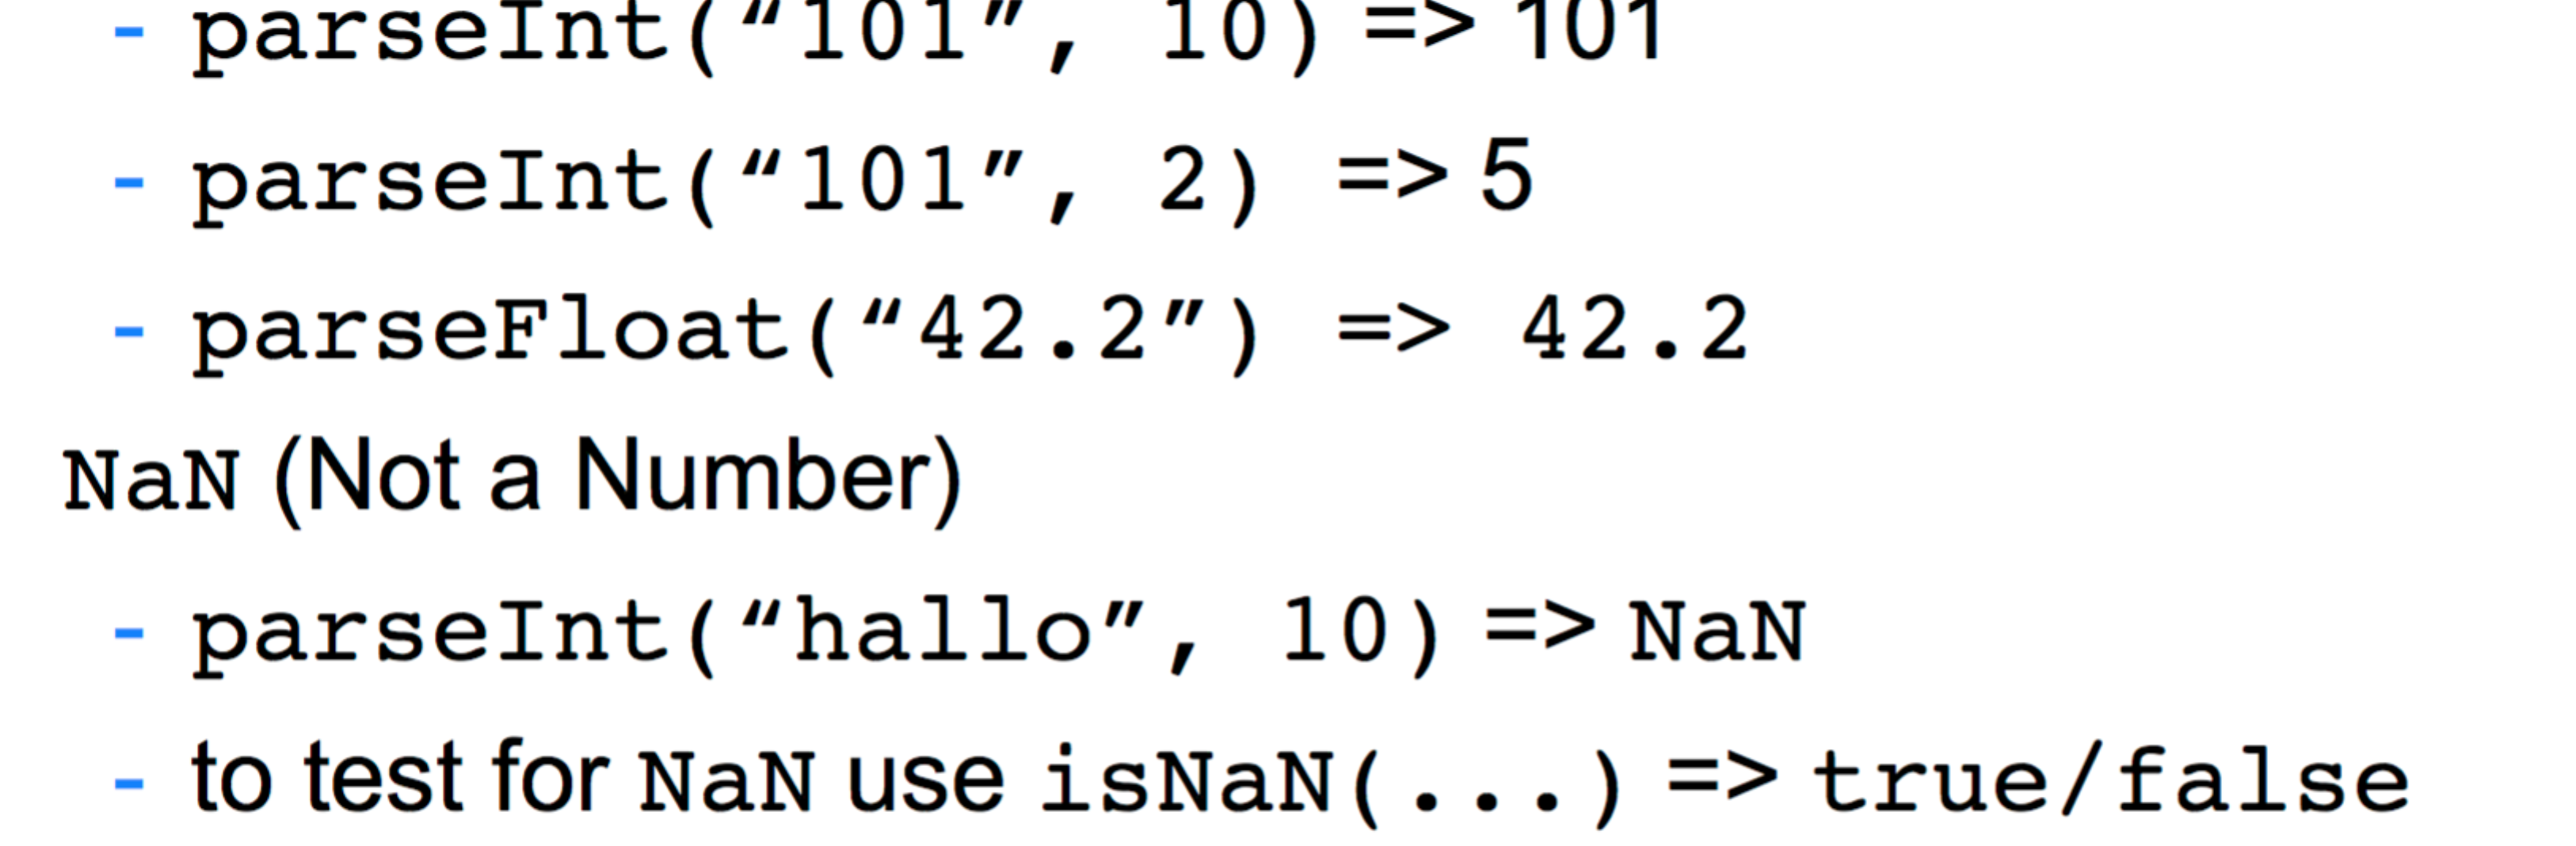 - parseInt(“101”, 10) => 101
- parseInt(“101”, 2) => 5
- parseFloat(“42.2”) => 42.2
NaN (Not a Number)
- parseInt(“hallo”, 10) => NaN
- to test for NaN use isNaN(...) => true/false